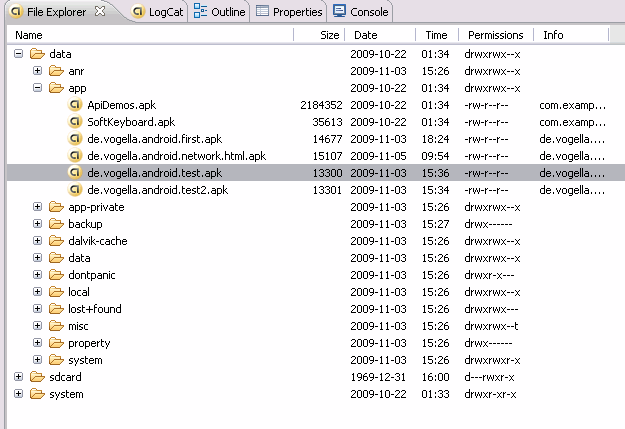 File Explorer LogCat Outline Properties Console
Name Size Date Time Permissions Info
data 2009-10-22 01:34 drwxrwx--x
anr 2009-11-03 15:26 drwxrwx--x
app 2009-10-22 01:34 drwxrwx--x
ApiDemos.apk 2184352 2009-10-22 01:34 -rw-r--r-- com.examp...
SoftKeyboard.apk 35613 2009-10-22 01:34 -rw-r--r-- com.examp...
de.vogella.android.first.apk 14677 2009-11-03 18:24 -rw-r--r-- de.vogella....
de.vogella.android.network.html.apk 15107 2009-11-05 09:54 -rw-r--r-- de.vogella....
de.vogella.android.test.apk 13300 2009-11-03 15:36 -rw-r--r-- de.vogella....
de.vogella.android.test2.apk 13301 2009-11-03 15:34 -rw-r--r-- de.vogella....
app-private 2009-11-03 15:26 drwxrwx--x
backup 2009-11-03 15:27 drwx------
dalvik-cache 2009-11-03 15:26 drwxrwx--x
data 2009-11-03 15:26 drwxrwx--x
dontpanic 2009-11-03 15:26 drwxr-x---
local 2009-11-03 15:26 drwxrwx--x
lost+found 2009-11-03 15:26 drwxrwx--x
misc 2009-11-03 15:26 drwxrwx--t
property 2009-11-03 15:26 drwx------
system 2009-11-03 15:26 drwxrwxr-x
sdcard 1969-12-31 16:00 d---rwxr-x
system 2009-10-22 01:33 drwxr-xr-x